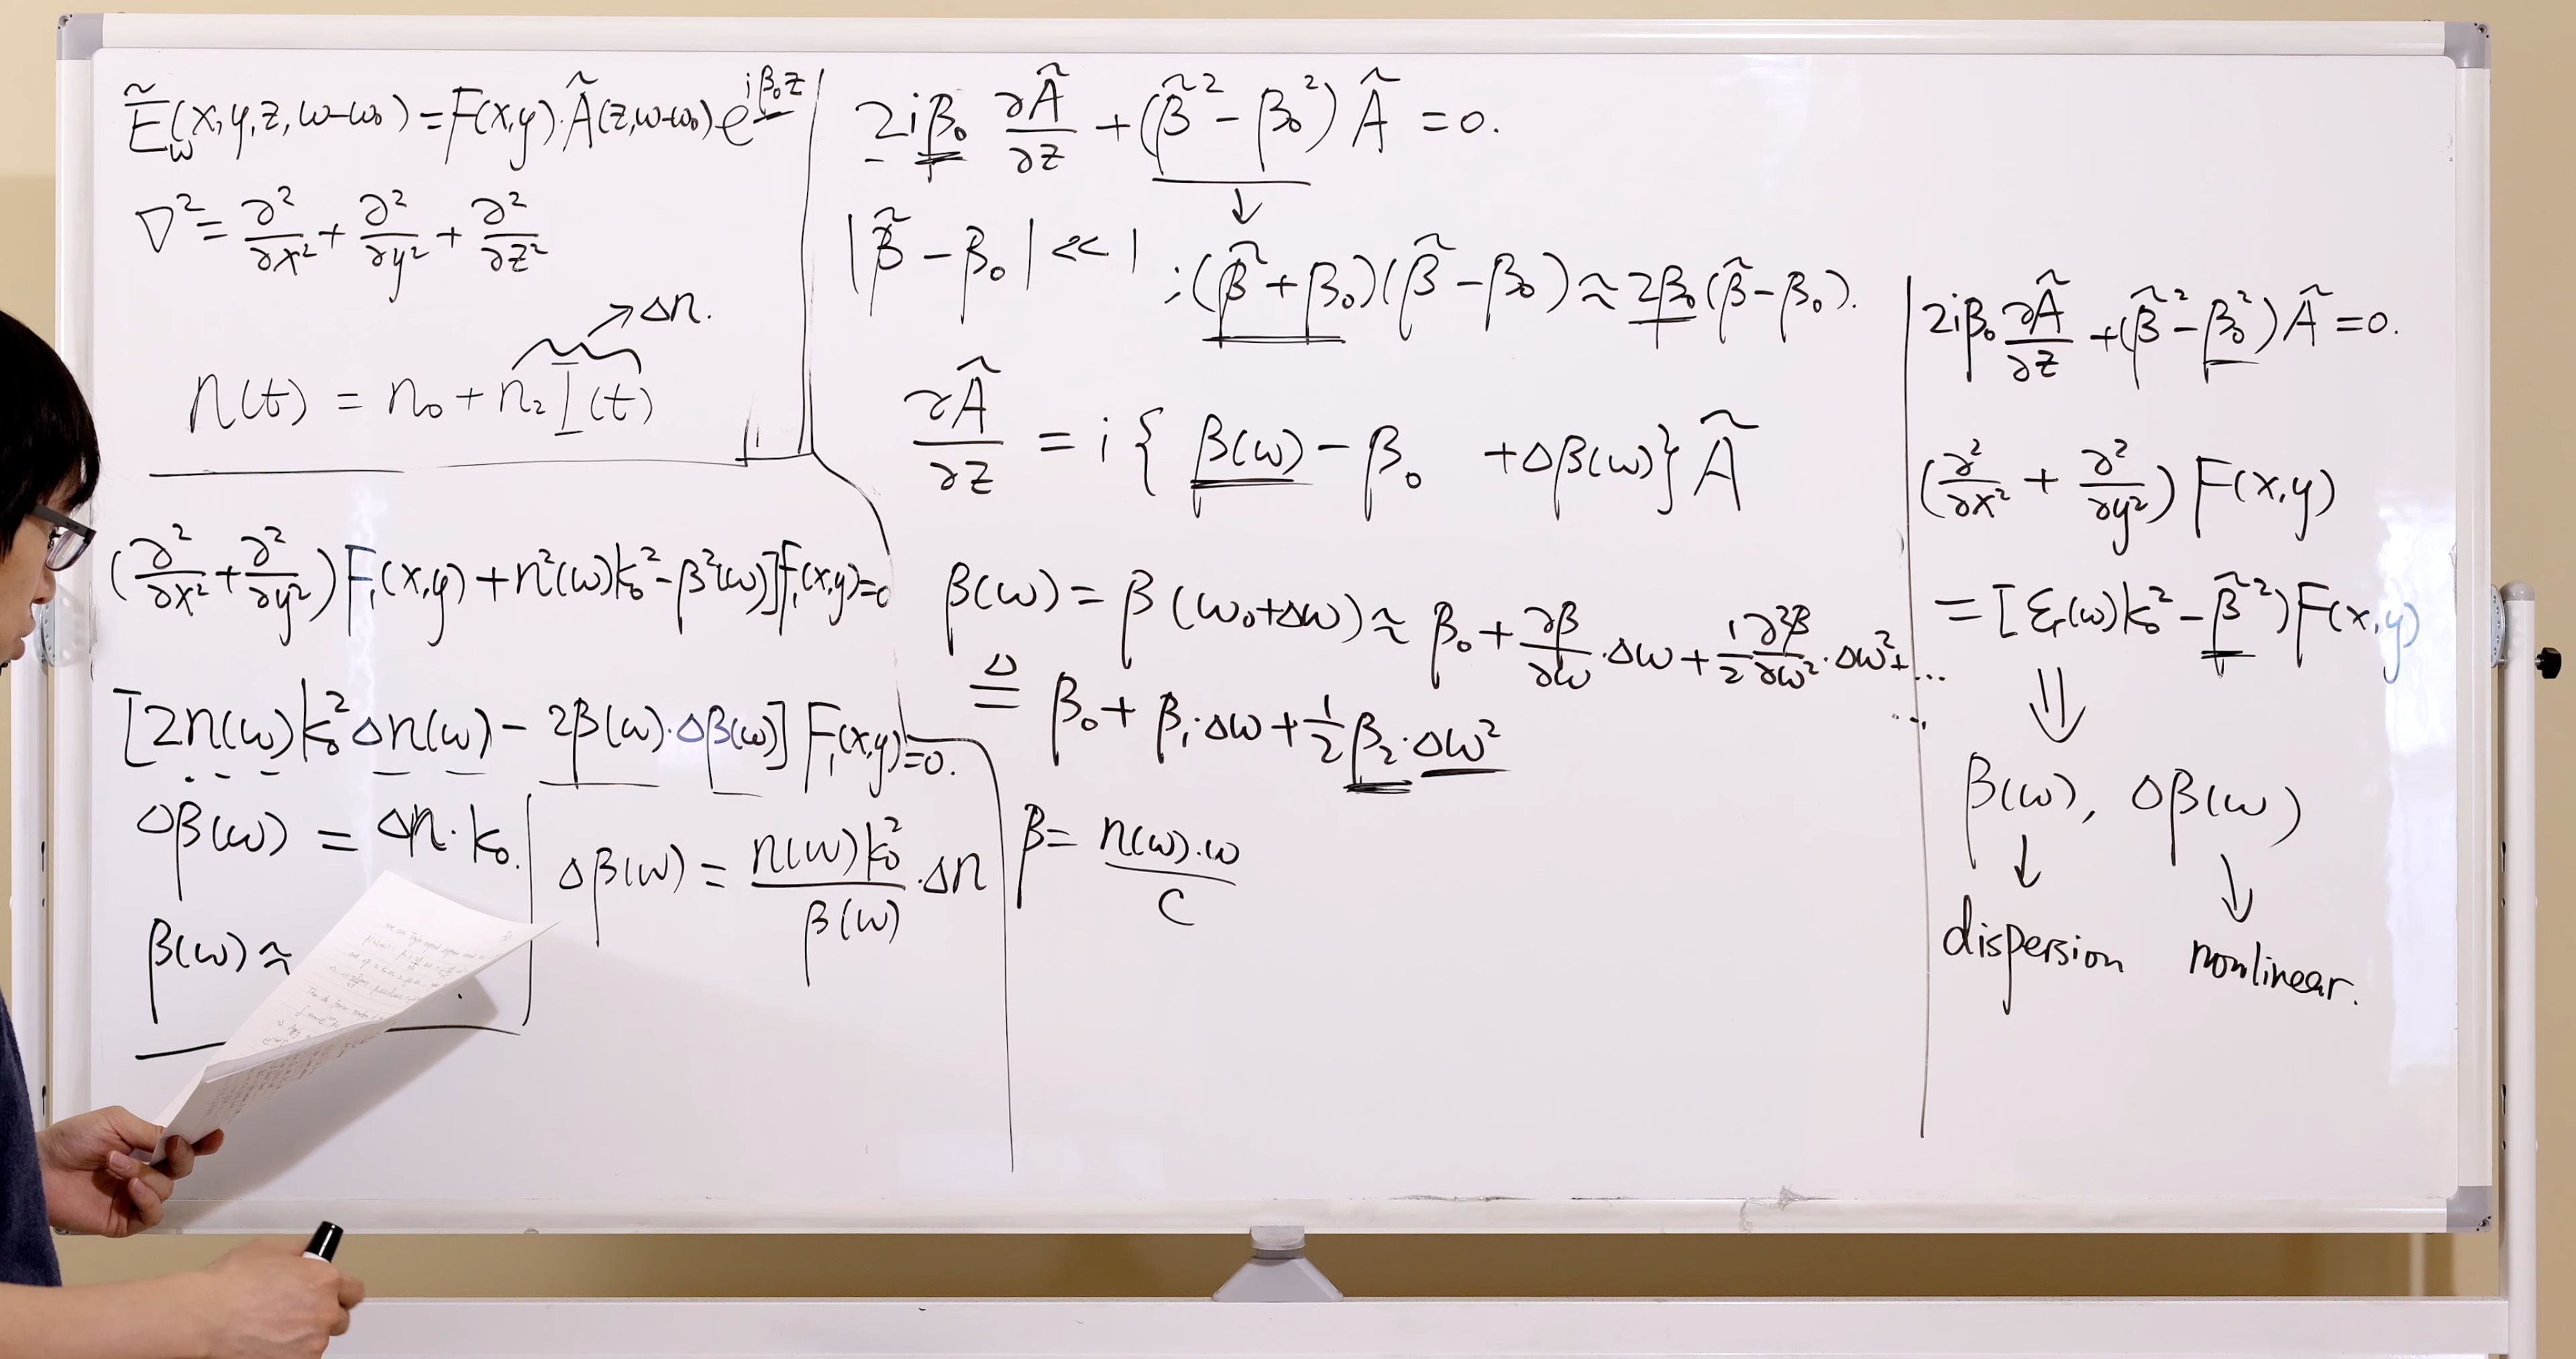 Ẽω(x,y,z,ω-ω₀) = F(x,y)·Ã(z,ω-ω₀) e^{iβ₀z}
∇² = ∂²/∂x² + ∂²/∂y² + ∂²/∂z²
→ Δn.
n(t) = n₀ + n₂I(t)
(∂²/∂x² + ∂²/∂y²)F₁(x,y) + n²(ω)k₀² - β²(ω)]F₁(x,y) = 0
[2n(ω)k₀²Δn(ω) - 2β(ω)·Δβ(ω)] F₁(x,y) = 0.
Δβ(ω) = Δn·k₀.
β(ω) ≈
Δβ(ω) = n(ω)k₀²/β(ω) ·Δn
2iβ₀ ∂Ã/∂z + (β̃² - β₀²) Ã = 0.
↓
|β̃ - β₀| << 1 ; (β̃ + β₀)(β̃ - β₀) ≈ 2β₀(β̃ - β₀).
∂Ã/∂z = i { β(ω) - β₀ + Δβ(ω)} Ã
β(ω) = β(ω₀+Δω) ≈ β₀ + ∂β/∂ω ·Δω + 1/2 ∂²β/∂ω² ·Δω² + ...
≜ β₀ + β₁·Δω + 1/2 β₂·Δω² ...
β = n(ω)·ω/c
2iβ₀ ∂Ã/∂z + (β̃² - β₀²) Ã = 0.
(∂²/∂x² + ∂²/∂y²) F(x,y)
= [εr(ω)k₀² - β̃²)F(x,y)
⇓
β(ω), Δβ(ω)
↓ ↓
dispersion nonlinear.